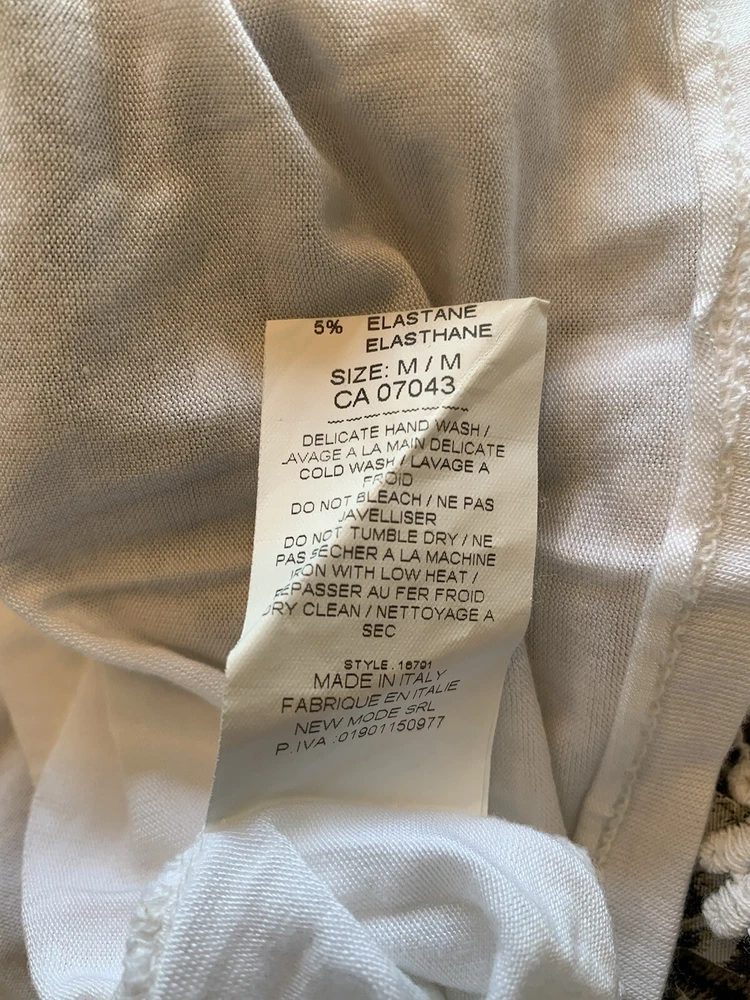 5% ELASTANE
ELASTHANE
SIZE: M / M
CA 07043
DELICATE HAND WASH /
LAVAGE A LA MAIN DELICATE
COLD WASH / LAVAGE A
FROID
DO NOT BLEACH / NE PAS
JAVELLISER
DO NOT TUMBLE DRY / NE
PAS SECHER A LA MACHINE
IRON WITH LOW HEAT /
REPASSER AU FER FROID
DRY CLEAN / NETTOYAGE A
SEC
STYLE . 16791
MADE IN ITALY
FABRIQUE EN ITALIE
NEW MODE SRL
P.IVA :01901150977